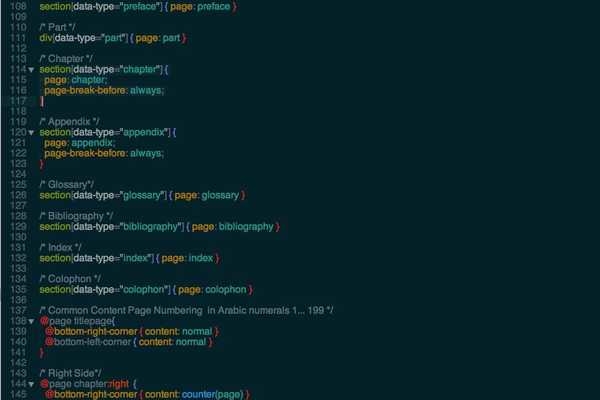 108 section[data-type="preface"] { page: preface }
109
110 /* Part */
111 div[data-type="part"] { page: part }
112
113 /* Chapter */
114 section[data-type="chapter"] {
115 page: chapter;
116 page-break-before: always;
117 }
118
119 /* Appendix */
120 section[data-type="appendix"] {
121 page: appendix;
122 page-break-before: always;
123 }
124
125 /* Glossary*/
126 section[data-type="glossary"] { page: glossary }
127
128 /* Bibliography */
129 section[data-type="bibliography"] { page: bibliography }
130
131 /* Index */
132 section[data-type="index"] { page: index }
133
134 /* Colophon */
135 section[data-type="colophon"] { page: colophon }
136
137 /* Common Content Page Numbering in Arabic numerals 1... 199 */
138 @page titlepage{
139 @bottom-right-corner { content: normal }
140 @bottom-left-corner { content: normal }
141 }
142
143 /* Right Side*/
144 @page chapter:right {
145 @bottom-right-corner { content: counter(page) }